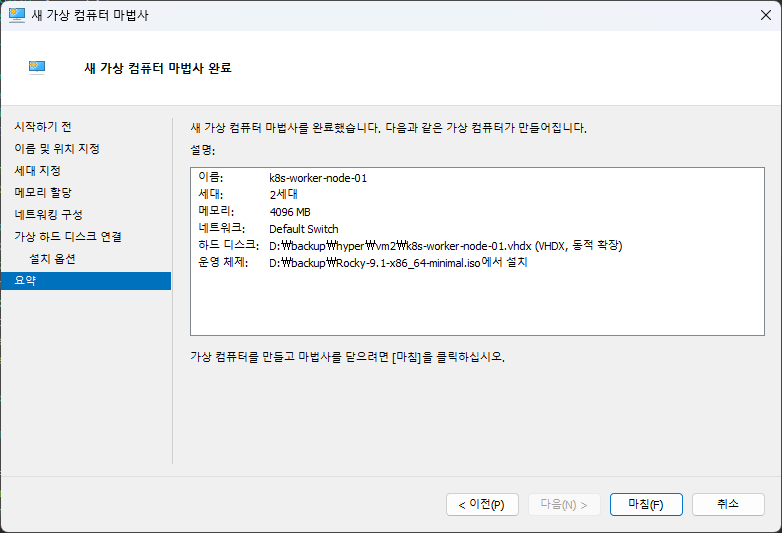 새 가상 컴퓨터 마법사
새 가상 컴퓨터 마법사 완료
시작하기 전
이름 및 위치 지정
세대 지정
메모리 할당
네트워킹 구성
가상 하드 디스크 연결
설치 옵션
요약
새 가상 컴퓨터 마법사를 완료했습니다. 다음과 같은 가상 컴퓨터가 만들어집니다.
설명:
이름: k8s-worker-node-01
세대: 2세대
메모리: 4096 MB
네트워크: Default Switch
하드 디스크: D:₩backup₩hyper₩vm2₩k8s-worker-node-01.vhdx (VHDX, 동적 확장)
운영 체제: D:₩backup₩Rocky-9.1-x86_64-minimal.iso에서 설치
가상 컴퓨터를 만들고 마법사를 닫으려면 [마침]을 클릭하십시오.
< 이전(P) 다음(N) > 마침(F) 취소